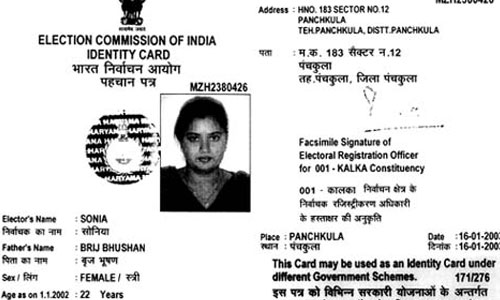 ELECTION COMMISSION OF INDIA
IDENTITY CARD
भारत निर्वाचन आयोग
पहचान पत्र
MZH2380426
HARYANA
Elector's Name : SONIA
निर्वाचक का नाम : सोनिया
Father's Name : BRIJ BHUSHAN
पिता का नाम : बृज भूषण
Sex / लिंग : FEMALE / स्त्री
Age as on 1.1.2002 : 22 Years
MZH2380426
Address : HNO. 183 SECTOR NO.12
PANCHKULA
TEH.PANCHKULA, DISTT.PANCHKULA
पता : म.क. 183 सैक्टर न.12
पंचकुला
तह.पंचकुला, जिला पंचकुला
Facsimile Signature of
Electoral Registration Officer
for 001 - KALKA Constituency
001 - कालका निर्वाचन क्षेत्र के
निर्वाचक रजिस्ट्रीकरण अधिकारी
के हस्ताक्षर की अनुकृति
Place : PANCHKULA Date : 16-01-200
स्थान : पंचकुला दिनांक : 16-01-200
This Card may be used as an Identity Card under
different Government Schemes. 171/276
इस पत्र को विभिन्न सरकारी योजनाओं के अन्तर्गत